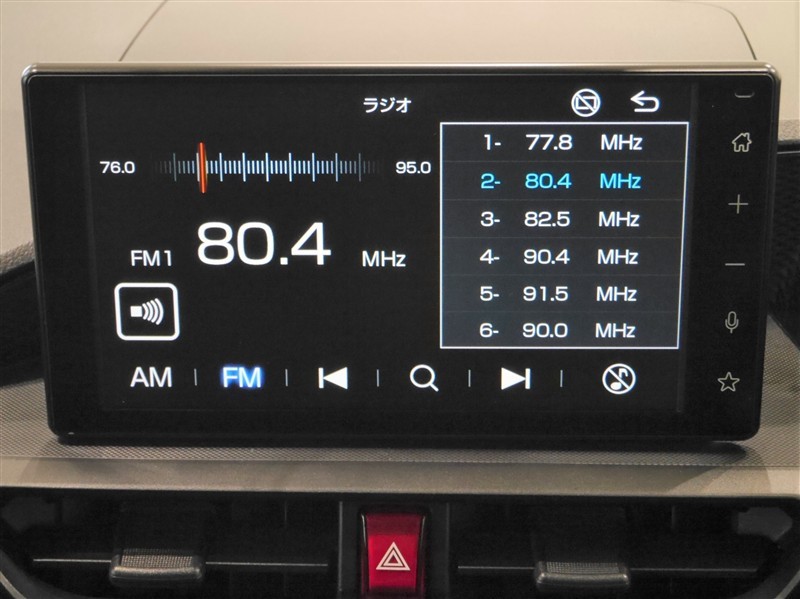 ラジオ
76.0 95.0
FM1 80.4 MHz
1- 77.8 MHz
2- 80.4 MHz
3- 82.5 MHz
4- 90.4 MHz
5- 91.5 MHz
6- 90.0 MHz
AM FM